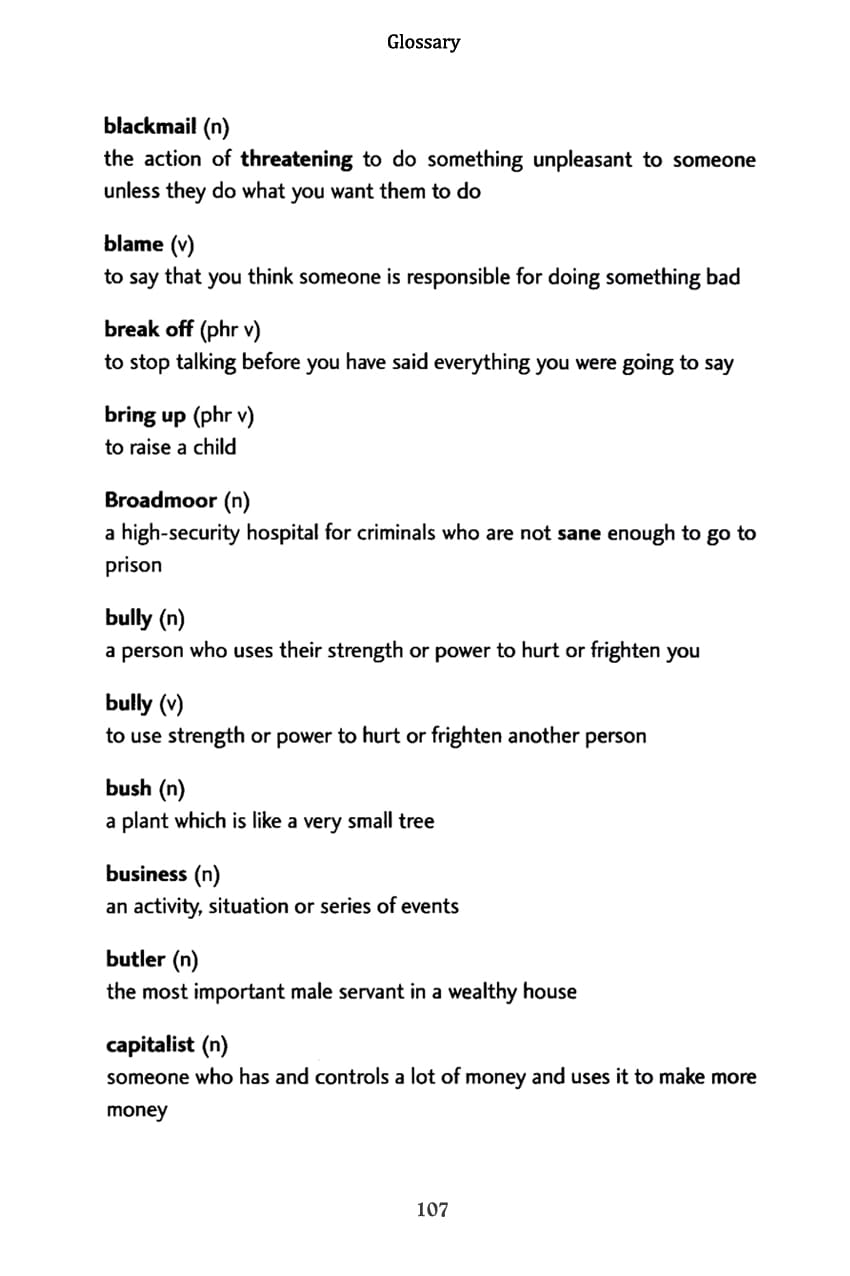 Glossary
blackmail (n)
the action of threatening to do something unpleasant to someone
unless they do what you want them to do
blame (v)
to say that you think someone is responsible for doing something bad
break off (phr v)
to stop talking before you have said everything you were going to say
bring up (phr v)
to raise a child
Broadmoor (n)
a high-security hospital for criminals who are not sane enough to go to
prison
bully (n)
a person who uses their strength or power to hurt or frighten you
bully (v)
to use strength or power to hurt or frighten another person
bush (n)
a plant which is like a very small tree
business (n)
an activity, situation or series of events
butler (n)
the most important male servant in a wealthy house
capitalist (n)
someone who has and controls a lot of money and uses it to make more
money
107